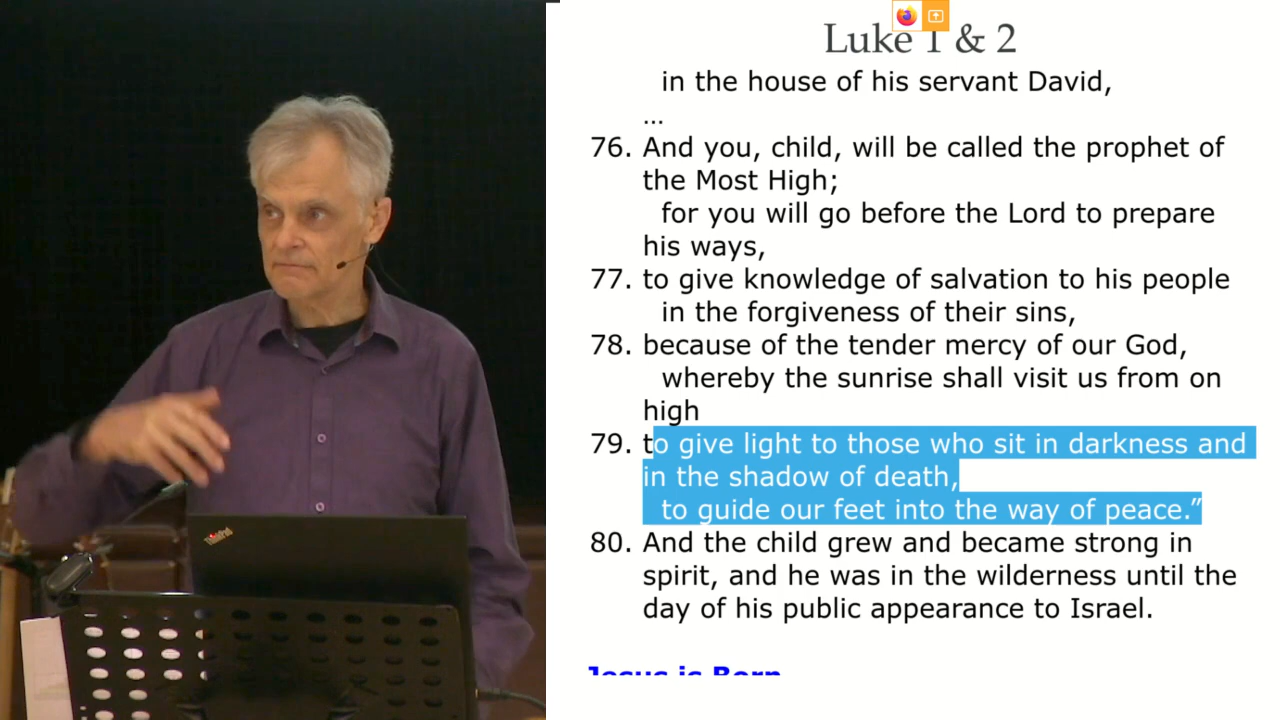 Luke 1 & 2
in the house of his servant David,
...
76. And you, child, will be called the prophet of
the Most High;
for you will go before the Lord to prepare
his ways,
77. to give knowledge of salvation to his people
in the forgiveness of their sins,
78. because of the tender mercy of our God,
whereby the sunrise shall visit us from on
high
79. to give light to those who sit in darkness and
in the shadow of death,
to guide our feet into the way of peace.”
80. And the child grew and became strong in
spirit, and he was in the wilderness until the
day of his public appearance to Israel.
Jesus is Born
ThinkPad